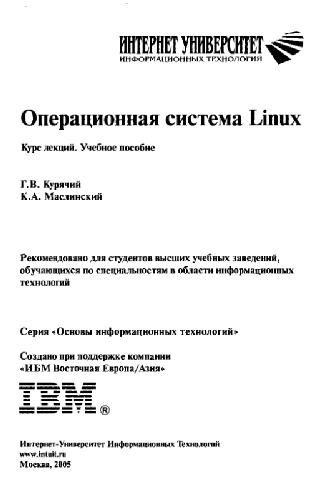 ИНТЕРНЕТ УНИВЕРСИТЕТ
ИНФОРМАЦИОННЫХ ТЕХНОЛОГИЙ
Операционная система Linux
Курс лекций. Учебное пособие
Г.В. Курячий
К.А. Маслинский
Рекомендовано для студентов высших учебных заведений,
обучающихся по специальностям в области информационных
технологий
Серия «Основы информационных технологий»
Создано при поддержке компании
«ИБМ Восточная Европа/Азия»
IBM®
Интернет-Университет Информационных Технологий
www.intuit.ru
Москва, 2005